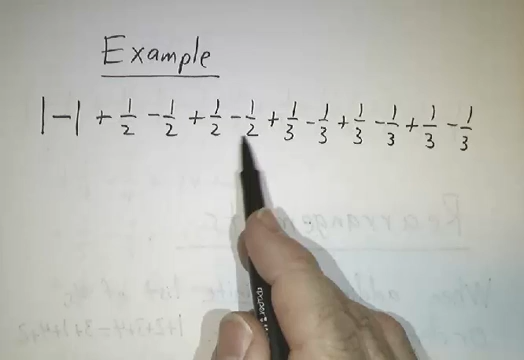 Example
1 - 1 + 1/2 - 1/2 + 1/2 - 1/2 + 1/3 - 1/3 + 1/3 - 1/3 + 1/3 - 1/3